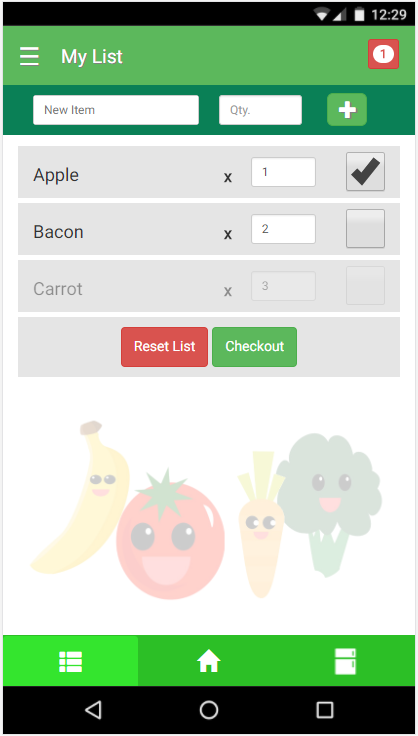 12:29
My List
1
New Item
Qty.
Apple x 1
Bacon x 2
Carrot x 3
Reset List Checkout